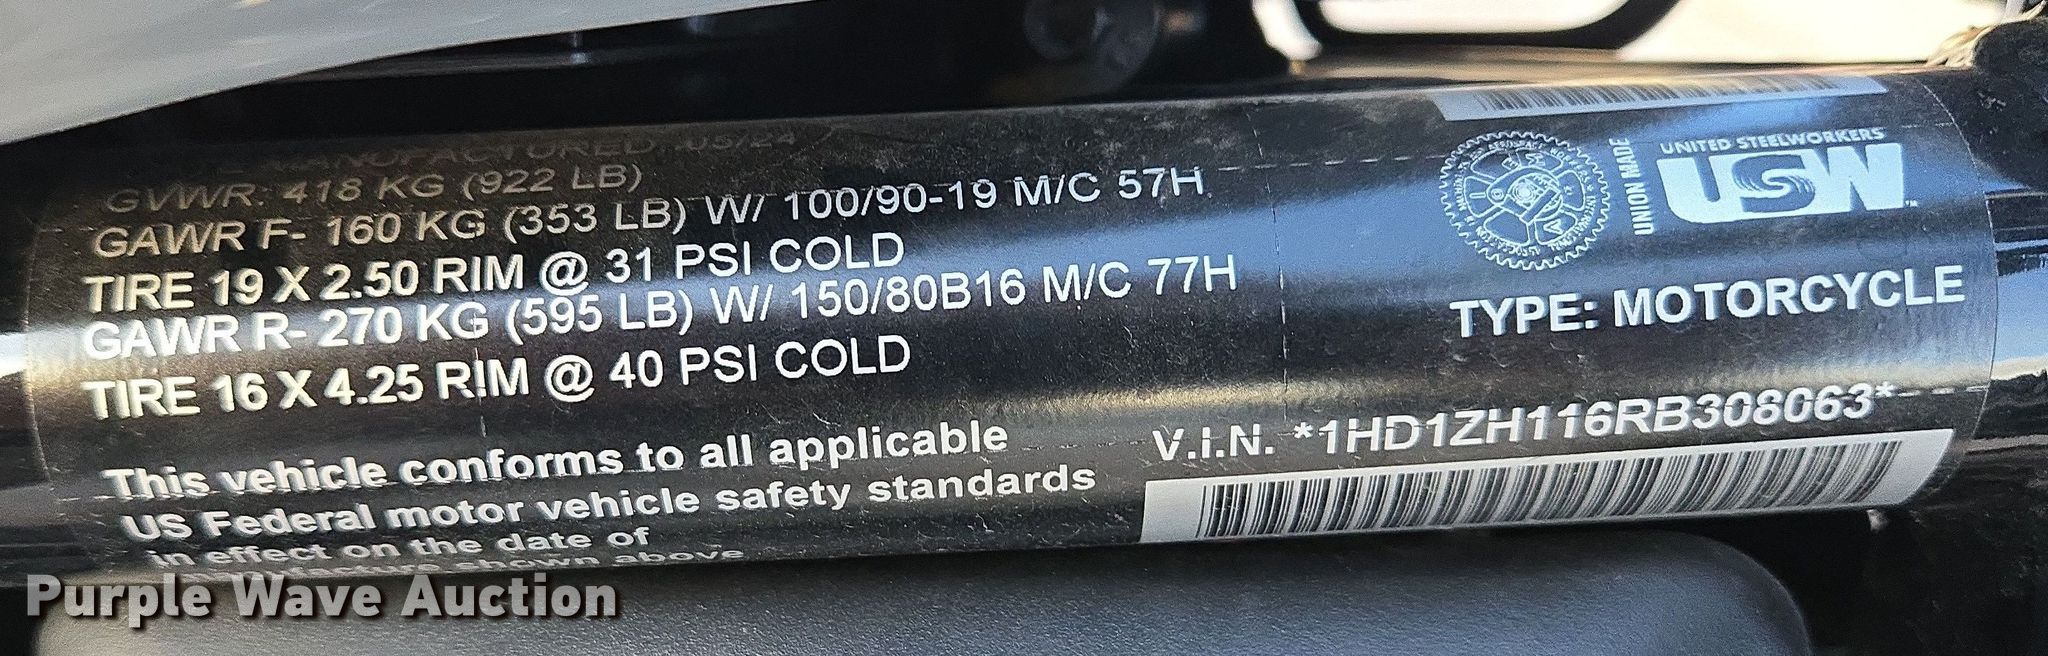 MANUFACTURED: 05/24
GVWR: 418 KG (922 LB)
GAWR F- 160 KG (353 LB) W/ 100/90-19 M/C 57H
TIRE 19 X 2.50 RIM @ 31 PSI COLD
GAWR R- 270 KG (595 LB) W/ 150/80B16 M/C 77H
TIRE 16 X 4.25 RIM @ 40 PSI COLD
This vehicle conforms to all applicable
US Federal motor vehicle safety standards
in effect on the date of
shown above
UNION MADE
UNITED STEELWORKERS
USW
TYPE: MOTORCYCLE
V.I.N. *1HD1ZH116RB308063*
Purple Wave Auction